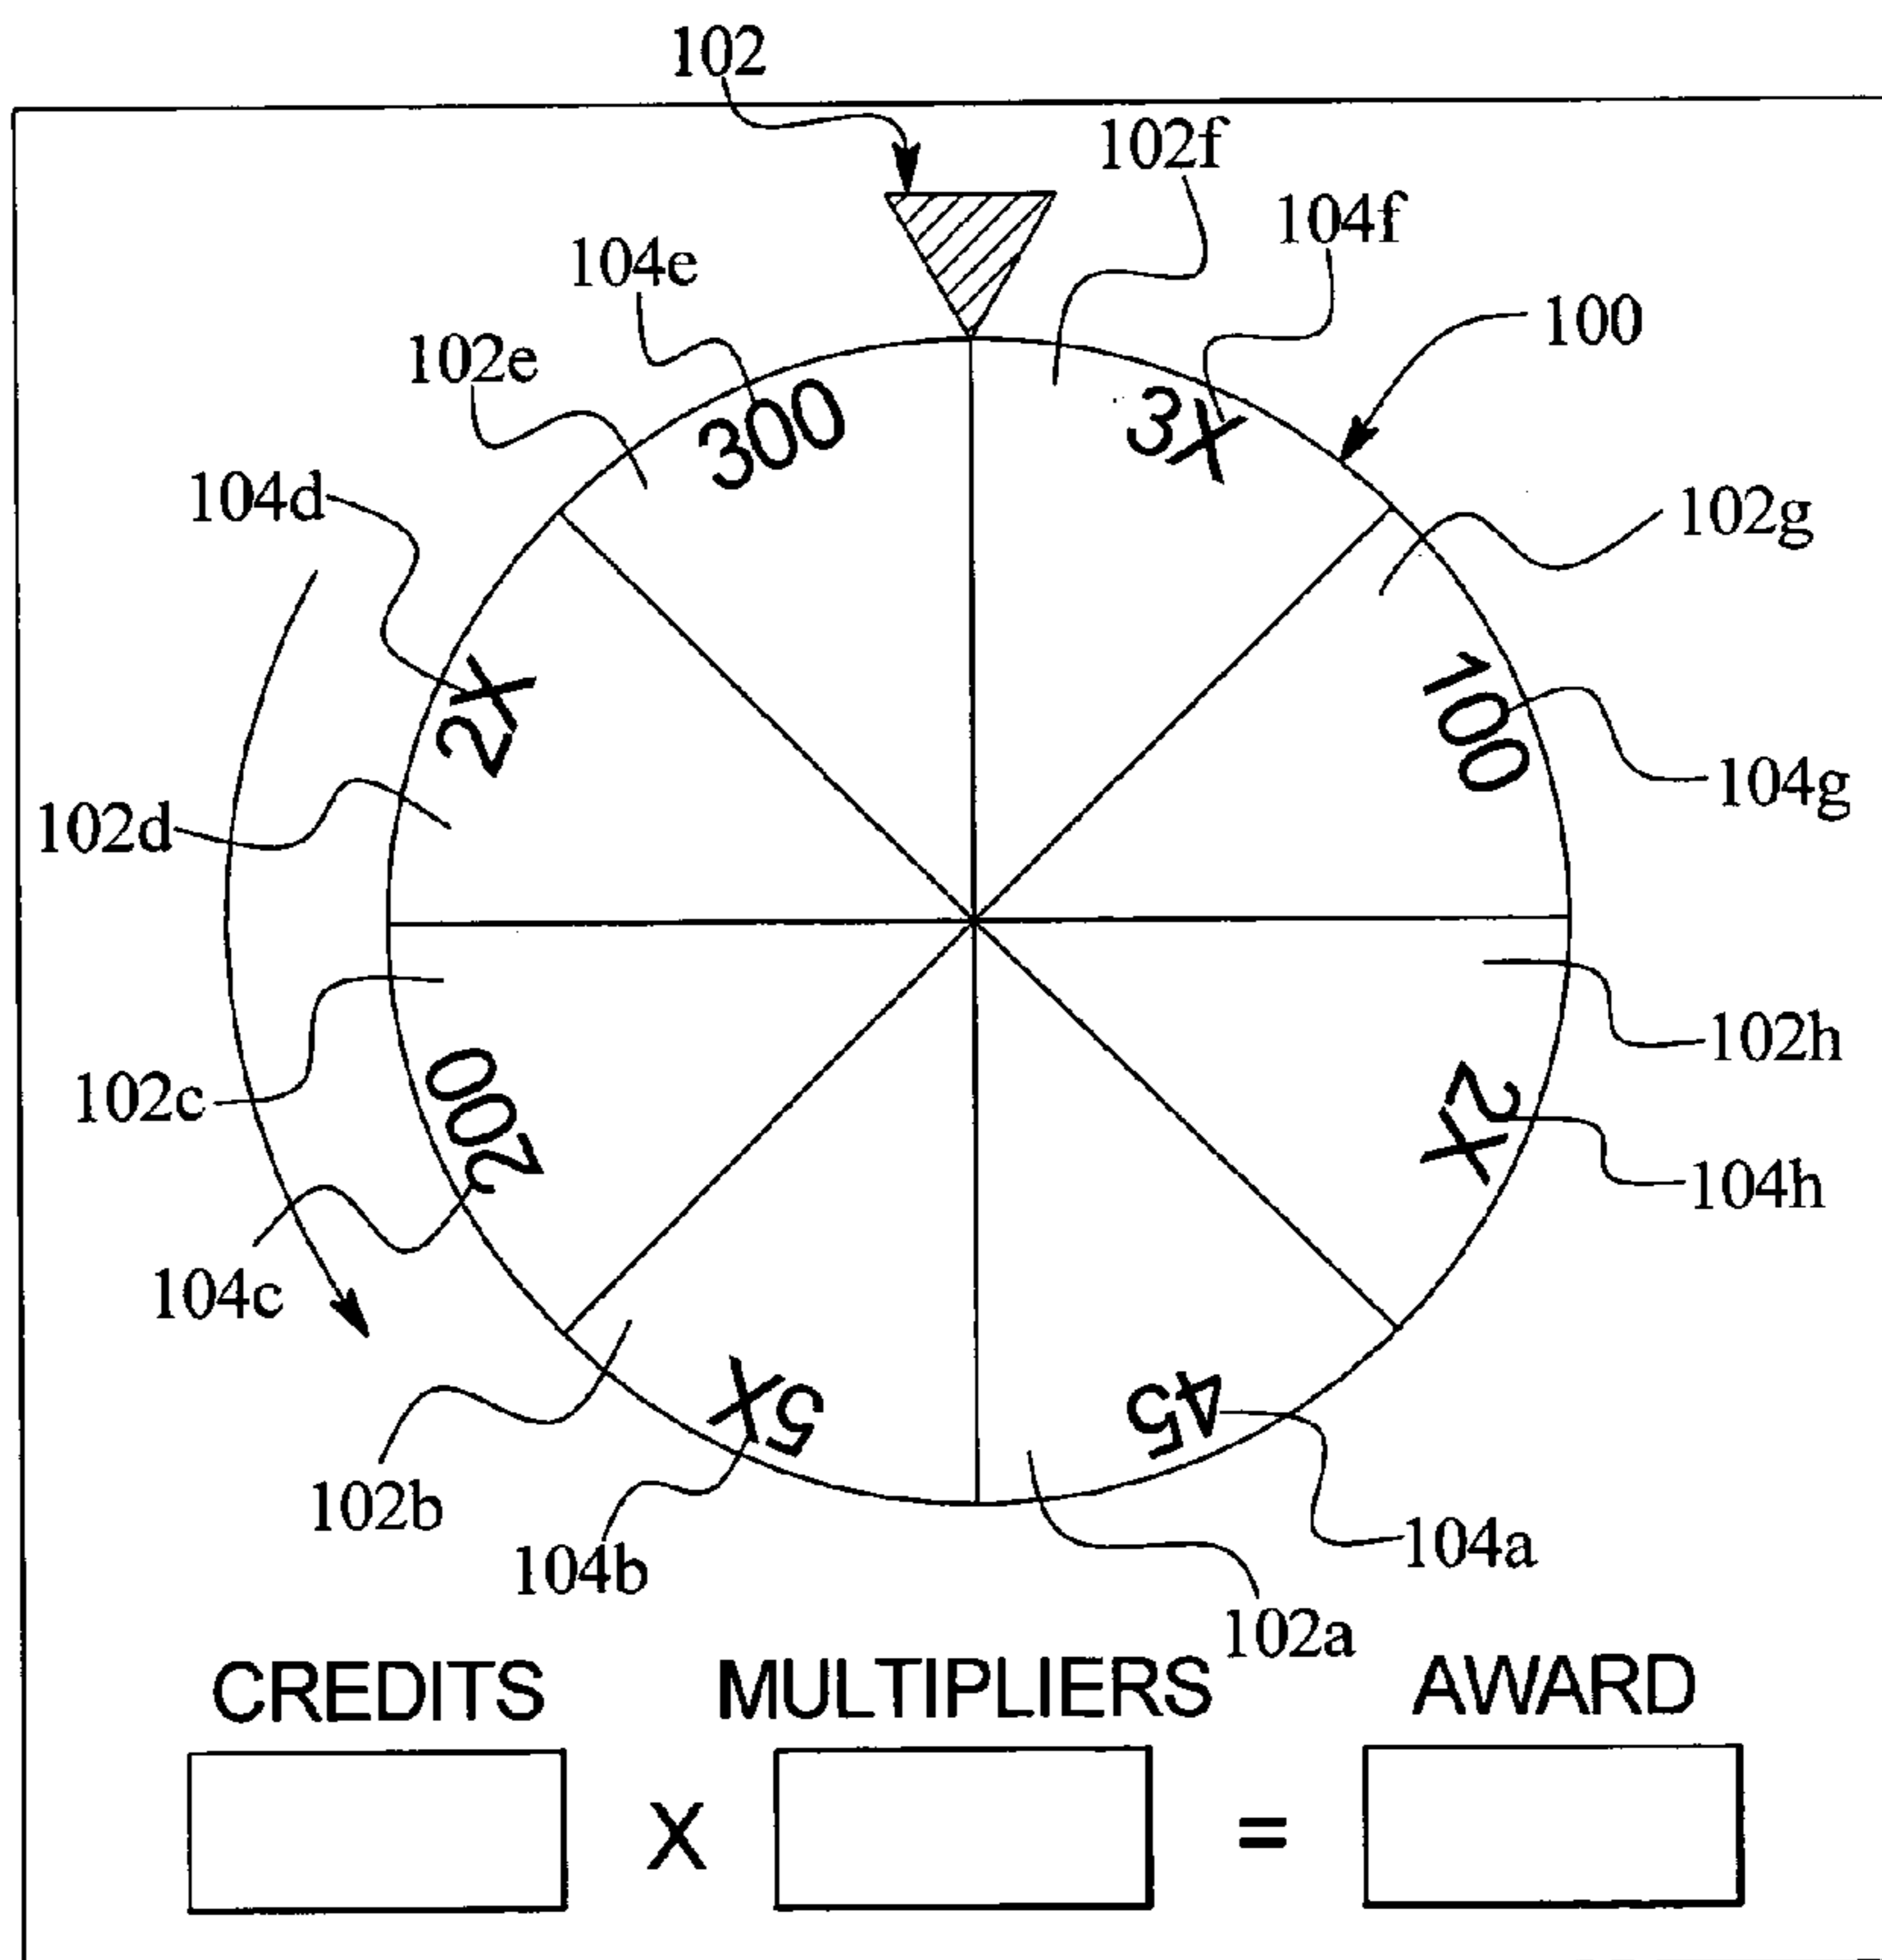 102
102f
104f
104e
100
102e
300
3X
104d
102g
2X
100
104g
102d
102h
102c
200
2X
104h
104c
5X
45
102b
104b
104a
102a
CREDITS MULTIPLIERS AWARD
X =